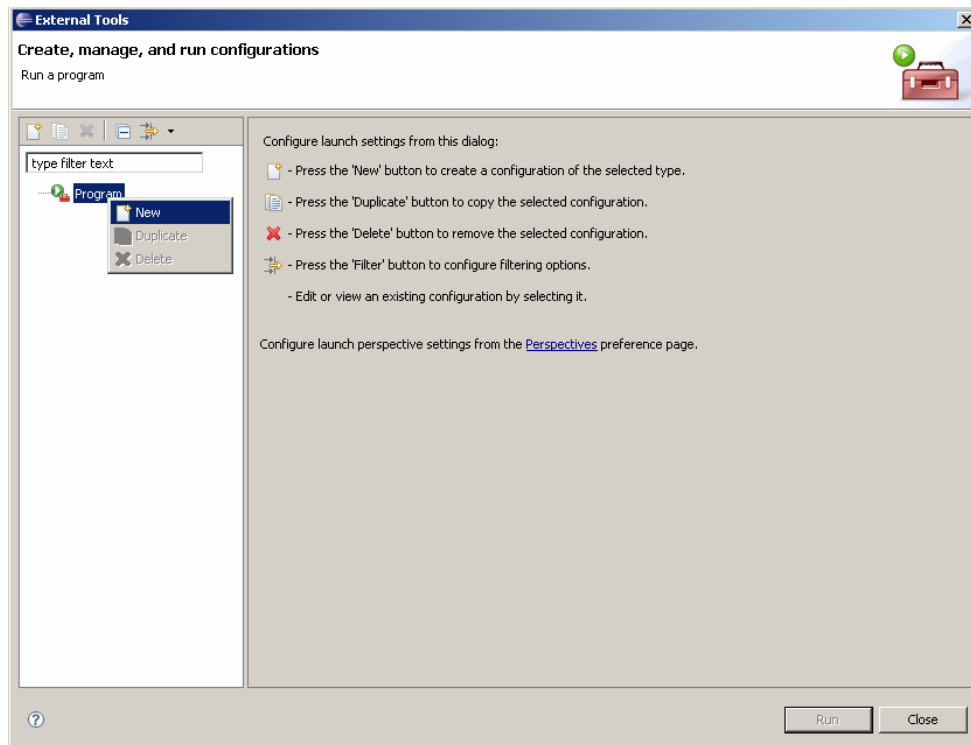 External Tools
Create, manage, and run configurations
Run a program
type filter text
Program
New
Duplicate
Delete
Configure launch settings from this dialog:
- Press the 'New' button to create a configuration of the selected type.
- Press the 'Duplicate' button to copy the selected configuration.
- Press the 'Delete' button to remove the selected configuration.
- Press the 'Filter' button to configure filtering options.
- Edit or view an existing configuration by selecting it.
Configure launch perspective settings from the Perspectives preference page.
Run
Close